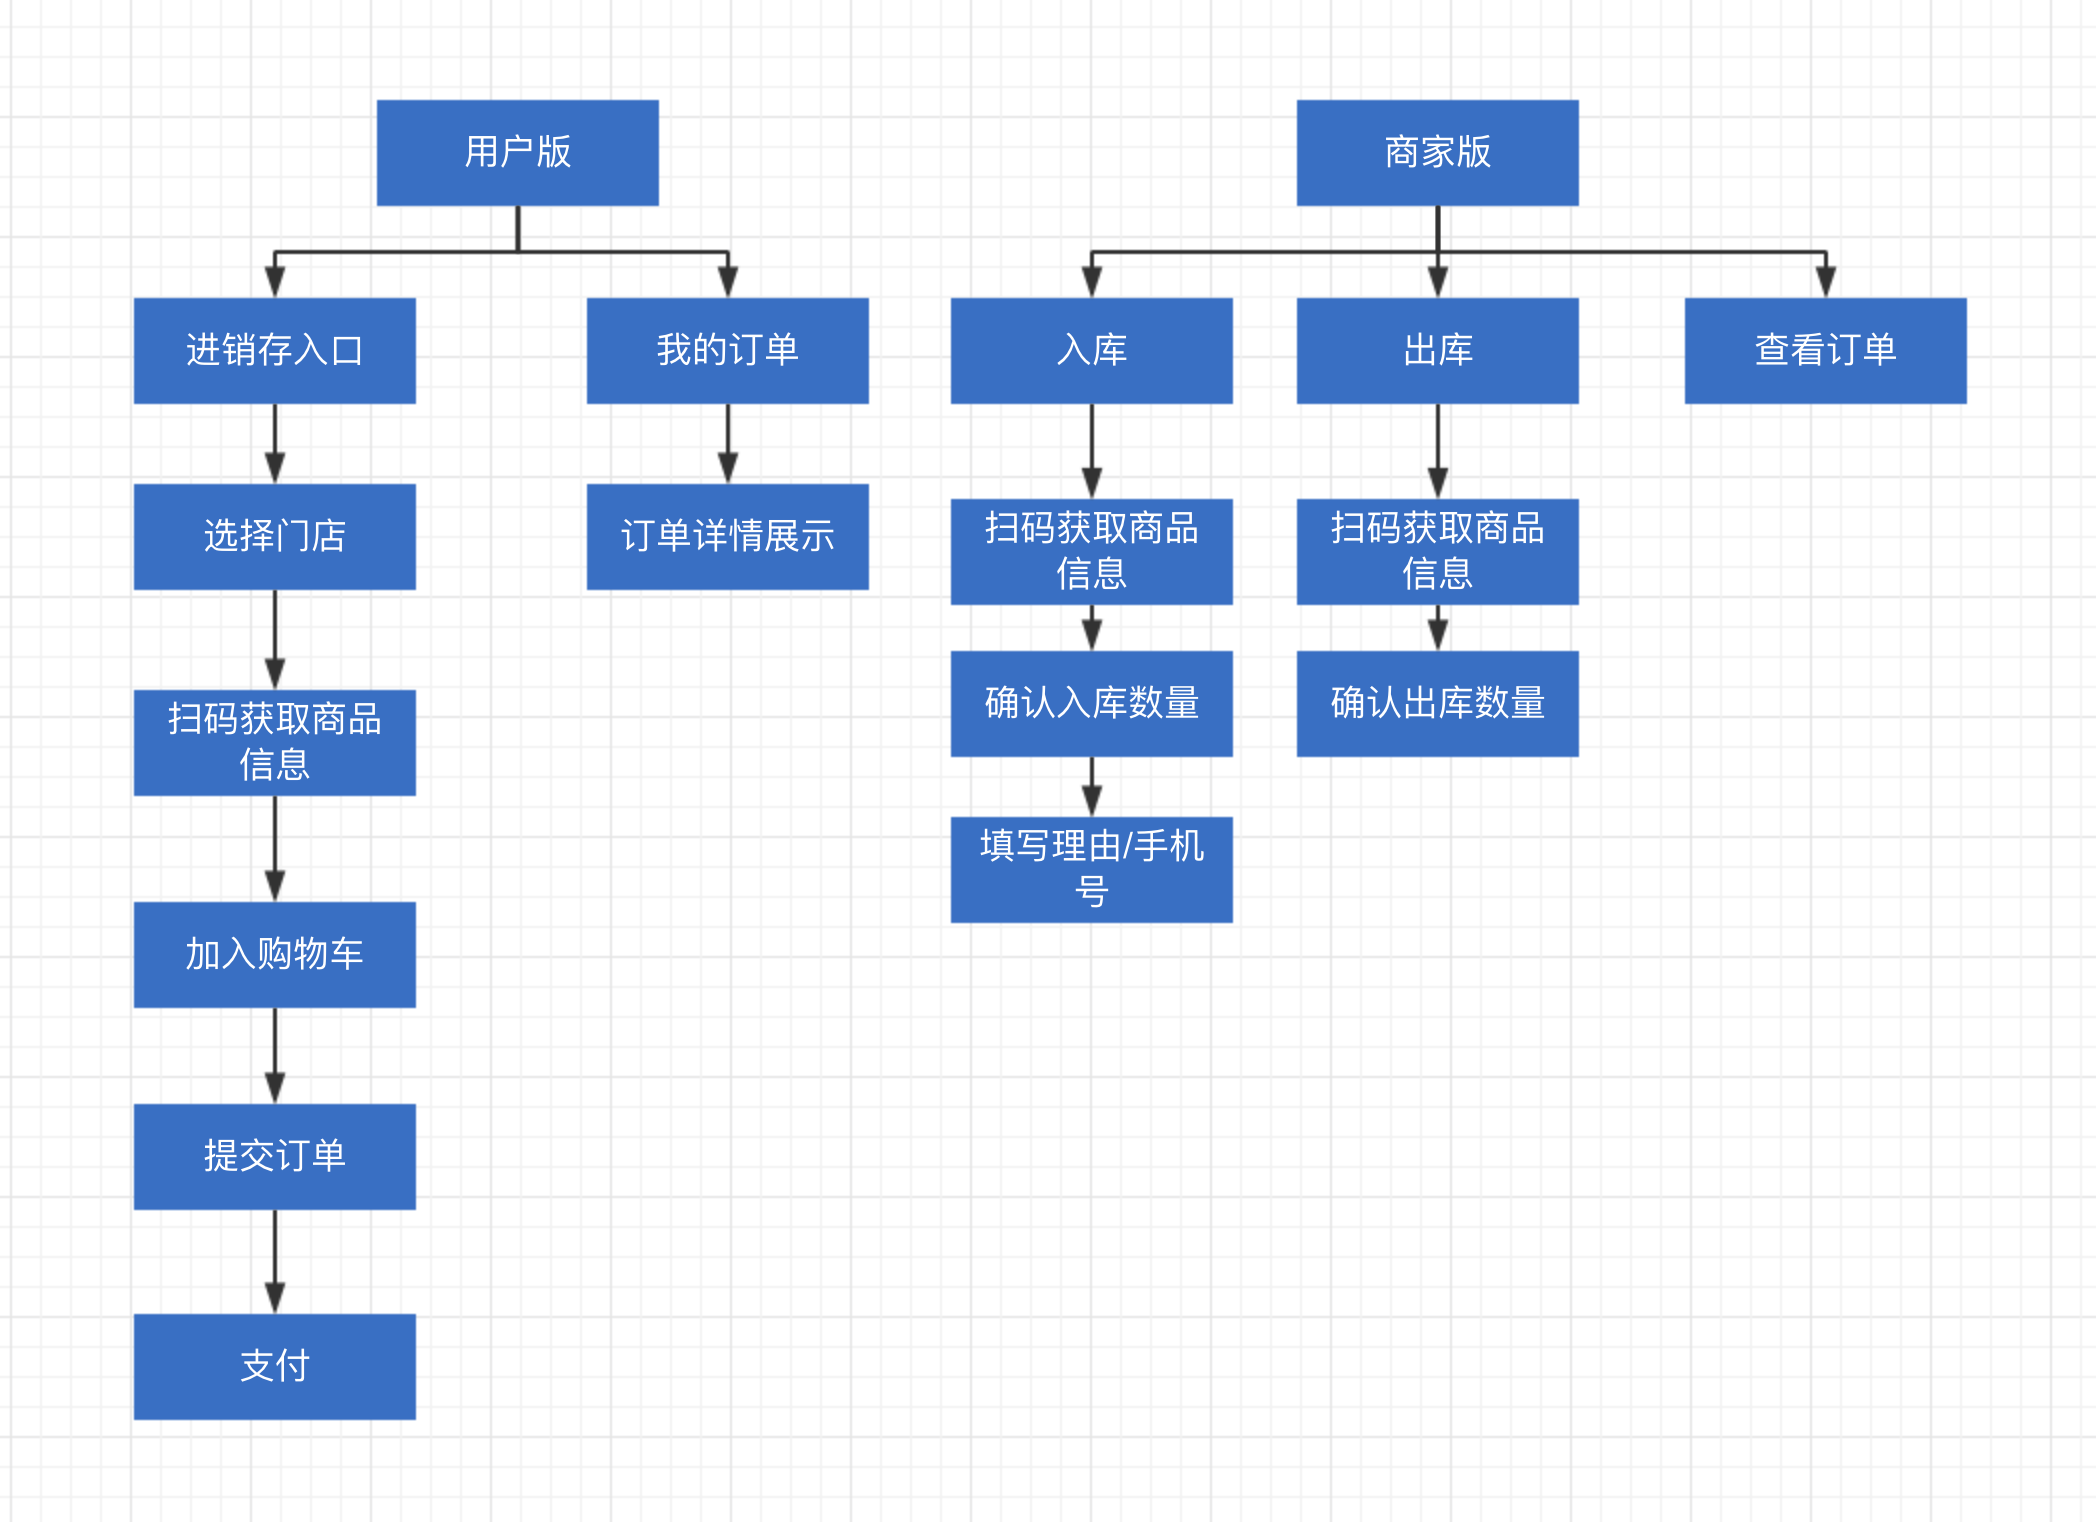 用户版
商家版
进销存入口
我的订单
入库
出库
查看订单
选择门店
订单详情展示
扫码获取商品
信息
扫码获取商品
信息
扫码获取商品
信息
确认入库数量
确认出库数量
填写理由/手机
号
加入购物车
提交订单
支付